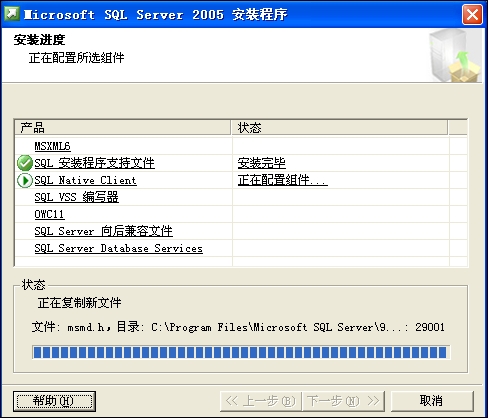 Microsoft SQL Server 2005 安装程序
安装进度
正在配置所选组件
产品 状态
MSXML6
SQL 安装程序支持文件 安装完毕
SQL Native Client 正在配置组件...
SQL VSS 编写器
OWC11
SQL Server 向后兼容文件
SQL Server Database Services
状态
正在复制新文件
文件: msmd.h，目录: C:\Program Files\Microsoft SQL Server\9...: 29001
帮助(H) << 上一步(B) 下一步(N) >> 取消